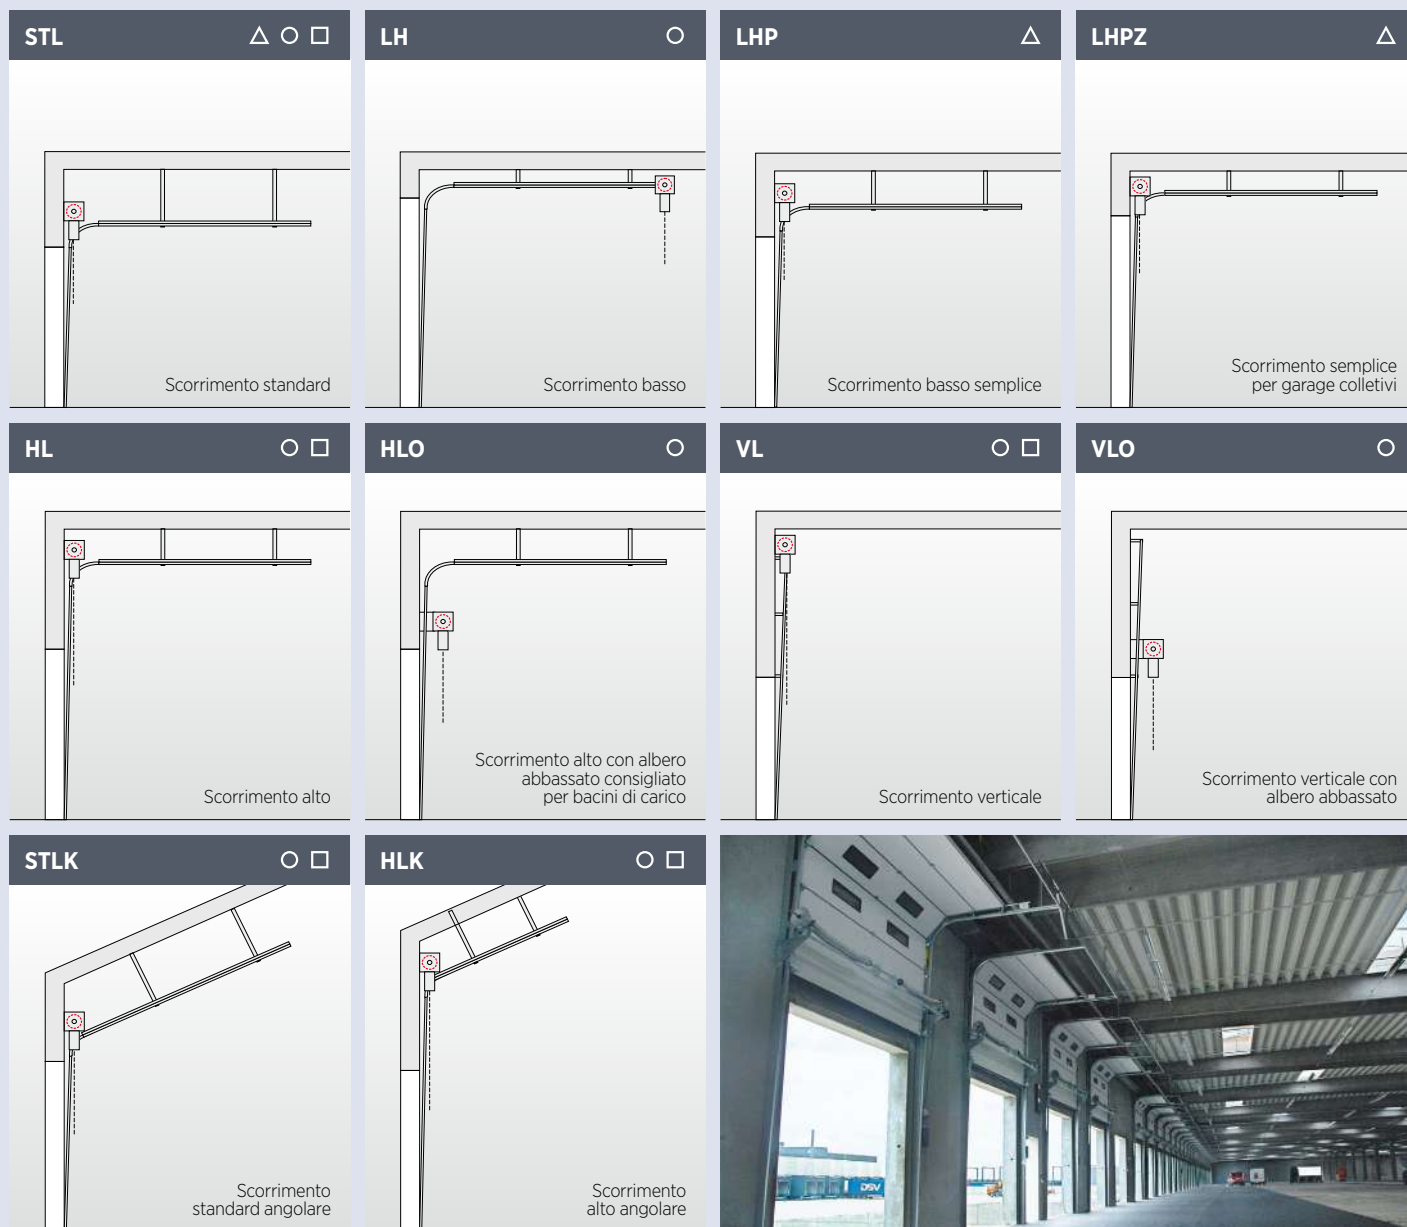 STL
Scorrimento standard
LH
Scorrimento basso
LHP
Scorrimento basso semplice
LHPZ
Scorrimento semplice
per garage colletivi
HL
Scorrimento alto
HLO
Scorrimento alto con albero
abbassato consigliato
per bacini di carico
VL
Scorrimento verticale
VLO
Scorrimento verticale con
albero abbassato
STLK
Scorrimento
standard angolare
HLK
Scorrimento
alto angolare
DSV